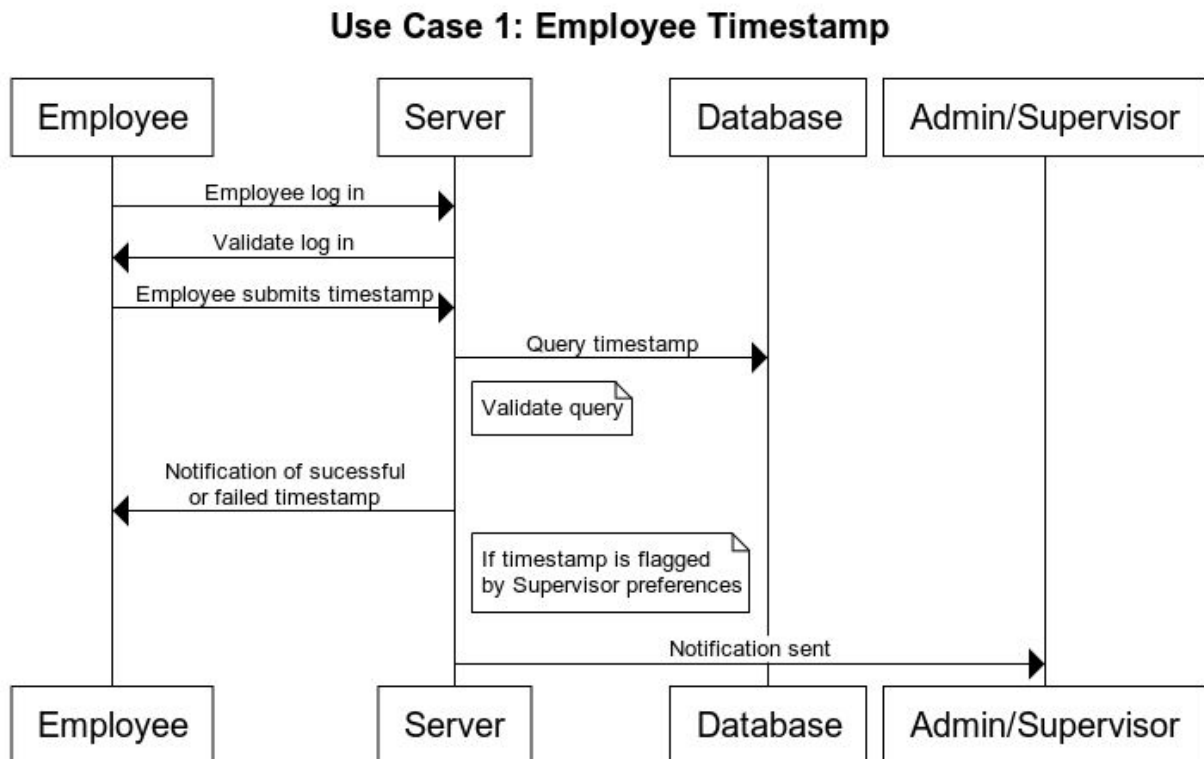 Use Case 1: Employee Timestamp
Employee
Server
Database
Admin/Supervisor
Employee log in
Validate log in
Employee submits timestamp
Query timestamp
Validate query
Notification of sucessful
or failed timestamp
If timestamp is flagged
by Supervisor preferences
Notification sent
Employee
Server
Database
Admin/Supervisor